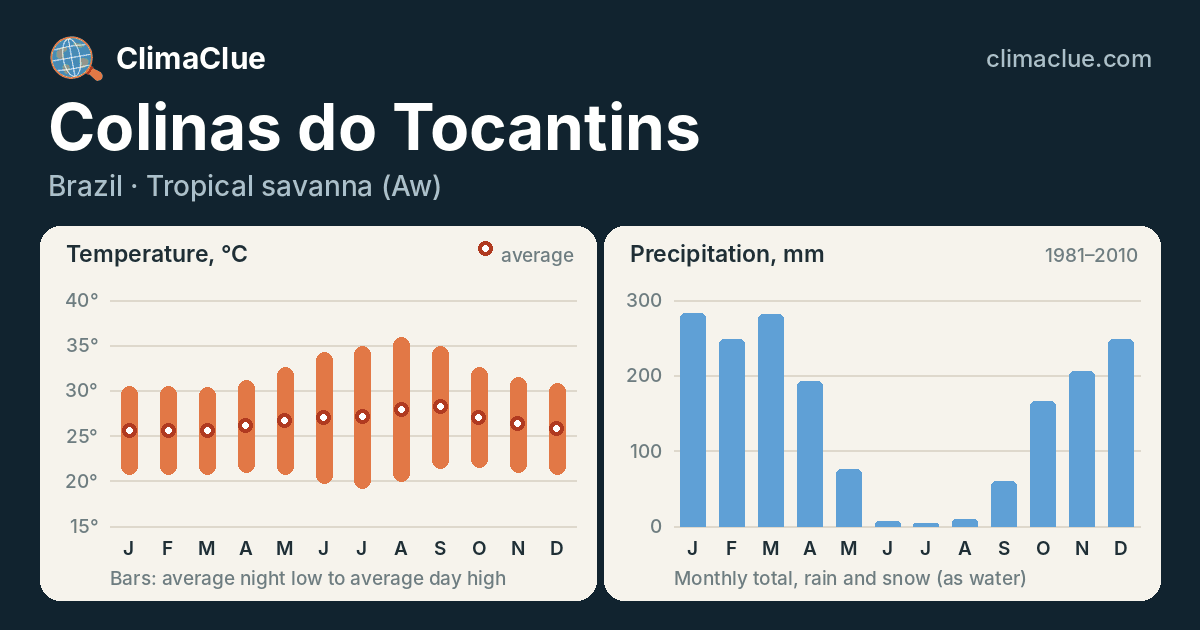 ClimaClue
climaclue.com
Colinas do Tocantins
Brazil · Tropical savanna (Aw)
Temperature, °C
average
40°
35°
30°
25°
20°
15°
J F M A M J J A S O N D
Bars: average night low to average day high
Precipitation, mm
1981–2010
300
200
100
0
J F M A M J J A S O N D
Monthly total, rain and snow (as water)